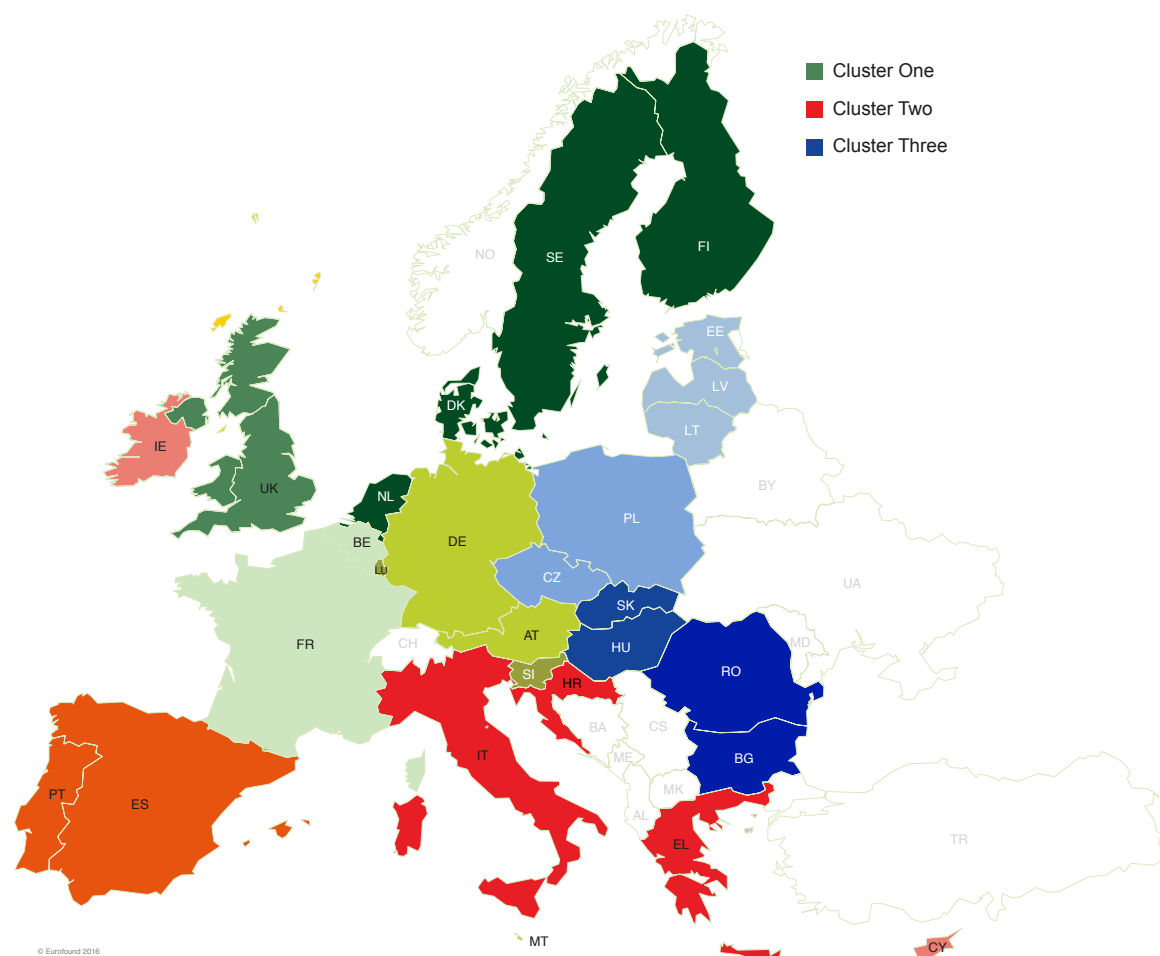 Cluster One
Cluster Two
Cluster Three
FI
NO
SE
EE
LV
DK
LT
IE
BY
UK
NL
PL
DE
BE
LU
CZ
UA
SK
AT
FR
CH
HU
MD
RO
SI
HR
BA
CS
IT
ME
BG
MK
PT
ES
AL
TR
EL
MT
CY
© Eurofound 2016